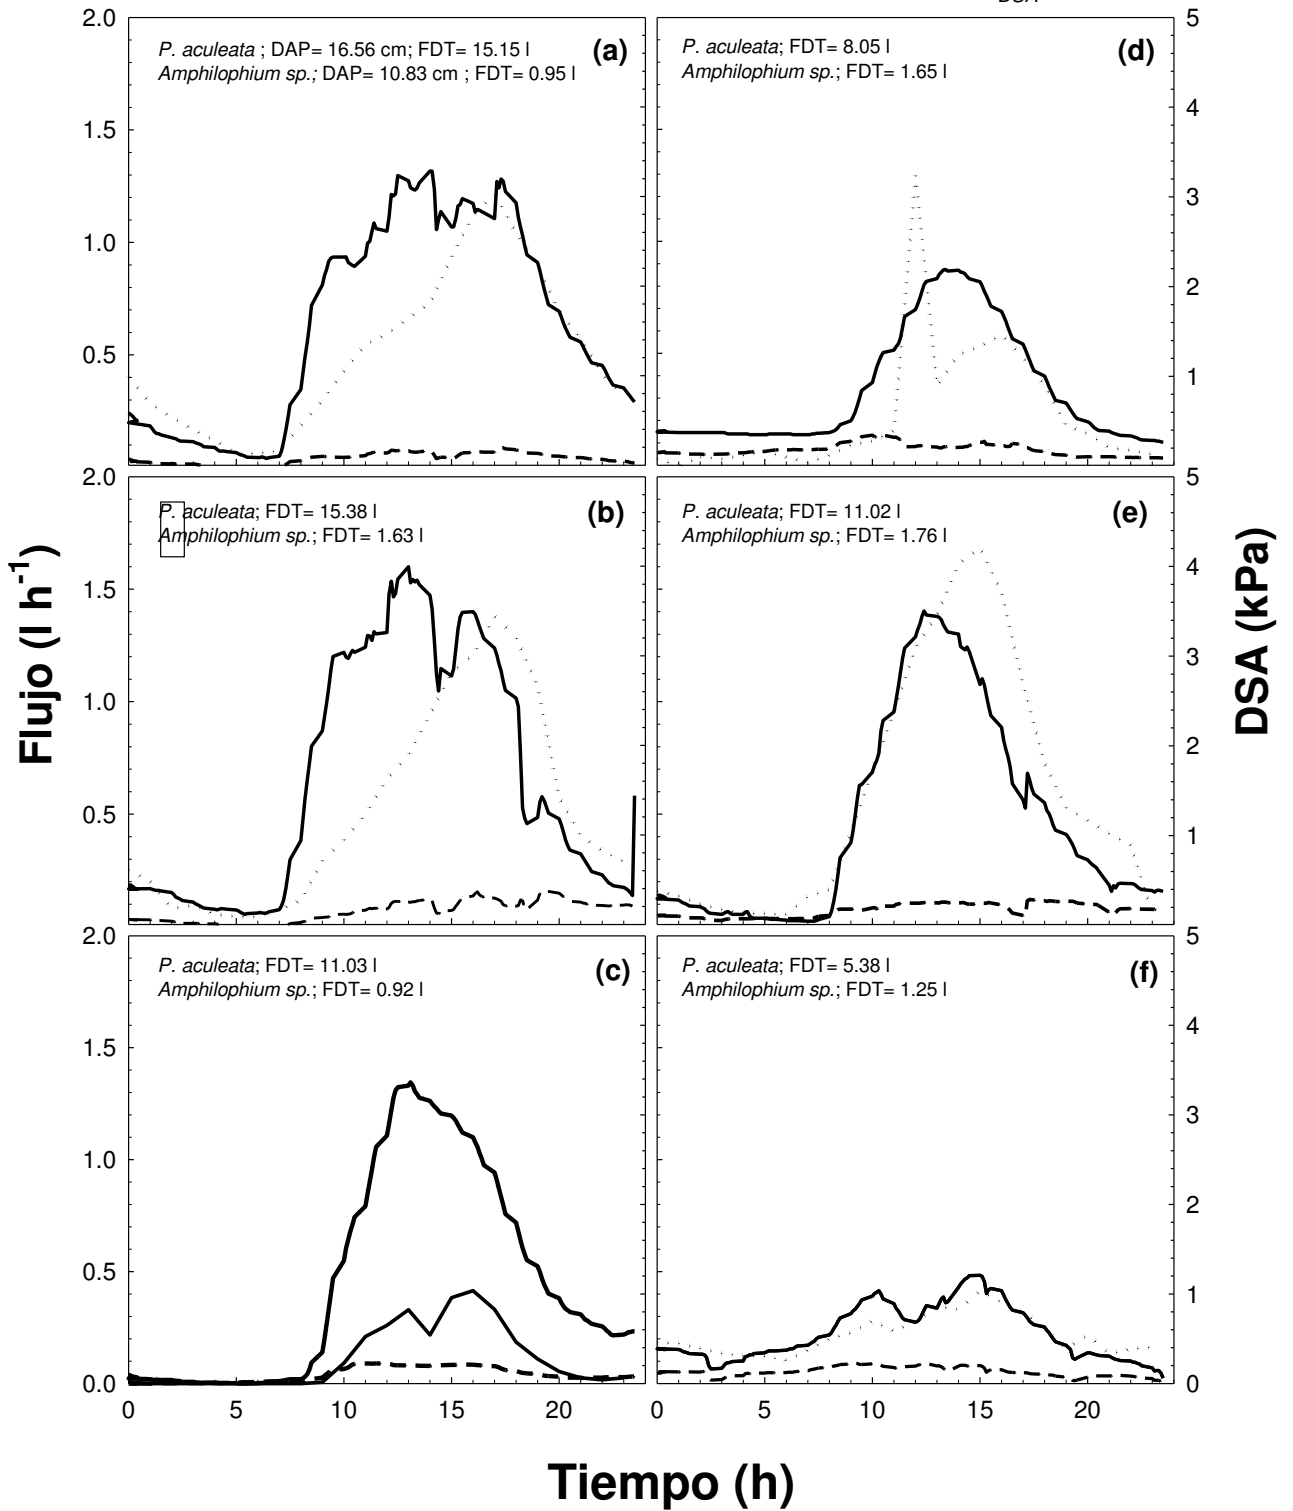 DSA
P. aculeata ; DAP= 16.56 cm; FDT= 15.15 l
Amphilophium sp.; DAP= 10.83 cm ; FDT= 0.95 l
(a)
P. aculeata; FDT= 8.05 l
Amphilophium sp.; FDT= 1.65 l
(d)
2.0
1.5
1.0
0.5
5
4
3
2
1
P. aculeata; FDT= 15.38 l
Amphilophium sp.; FDT= 1.63 l
(b)
P. aculeata; FDT= 11.02 l
Amphilophium sp.; FDT= 1.76 l
(e)
2.0
1.5
1.0
0.5
5
4
3
2
1
Flujo (l h-1)
DSA (kPa)
P. aculeata; FDT= 11.03 l
Amphilophium sp.; FDT= 0.92 l
(c)
P. aculeata; FDT= 5.38 l
Amphilophium sp.; FDT= 1.25 l
(f)
2.0
1.5
1.0
0.5
0.0
5
4
3
2
1
0
0 5 10 15 20
0 5 10 15 20
Tiempo (h)